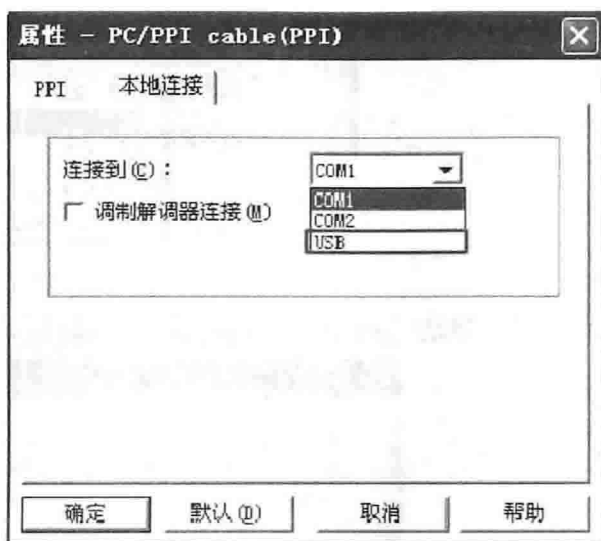 属性 - PC/PPI cable(PPI)
PPI 本地连接
连接到(C): COM1
COM1
调制解调器连接(M)
COM2
USB
确定 默认(D) 取消 帮助